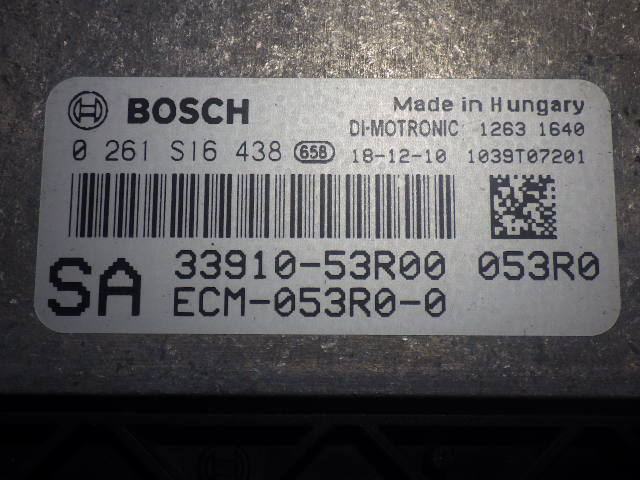 BOSCH Made in Hungary
DI-MOTRONIC 1263 1640
0 261 S16 438 658 18-12-10 1039T07201
SA 33910-53R00 053R0
ECM-053R0-0